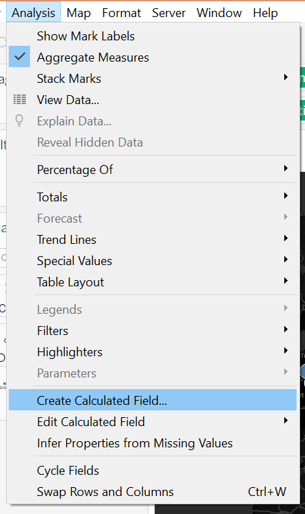 Analysis Map Format Server Window Help
Show Mark Labels
Aggregate Measures
Stack Marks
View Data...
Explain Data...
Reveal Hidden Data
Percentage Of
Totals
Forecast
Trend Lines
Special Values
Table Layout
Legends
Filters
Highlighters
Parameters
Create Calculated Field...
Edit Calculated Field
Infer Properties from Missing Values
Cycle Fields
Swap Rows and Columns Ctrl+W